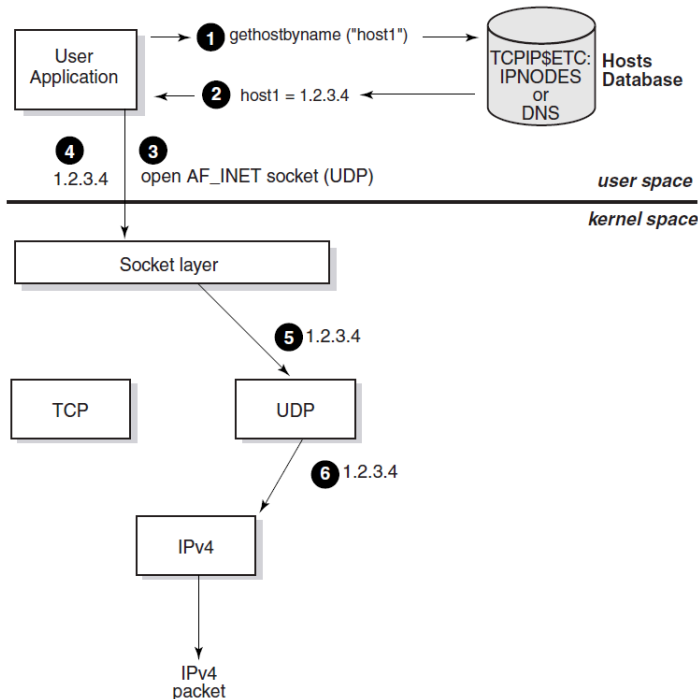 User
Application
1 gethostbyname ("host1")
2 host1 = 1.2.3.4
TCPIP$ETC:
IPNODES
or
DNS
Hosts
Database
4
1.2.3.4
3
open AF_INET socket (UDP)
user space
kernel space
Socket layer
5 1.2.3.4
TCP
UDP
6 1.2.3.4
IPv4
IPv4
packet